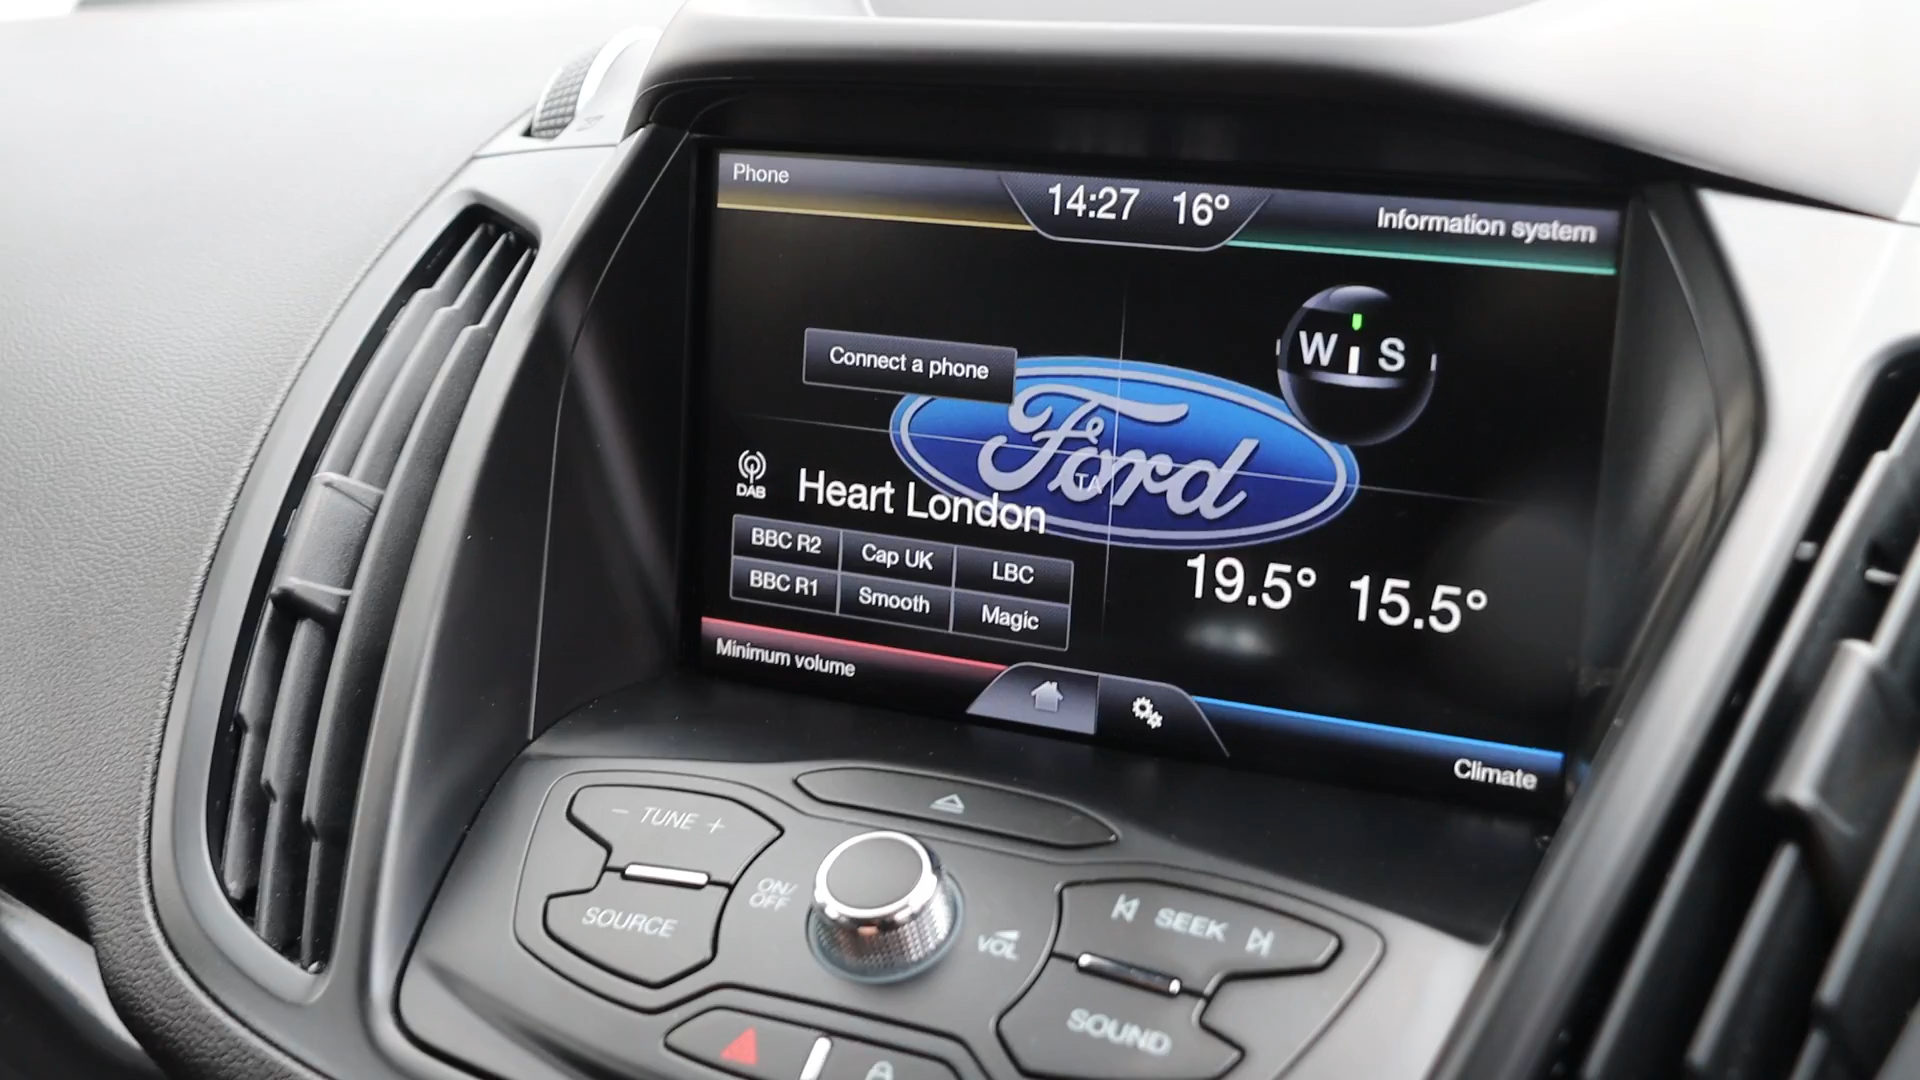 Phone
14:27 16°
Information system
W S
Connect a phone
Ford
TA
DAB
Heart London
BBC R2 Cap UK LBC
BBC R1 Smooth Magic
19.5° 15.5°
Minimum volume
Climate
– TUNE +
SOURCE
ON/
OFF
VOL
SEEK
SOUND